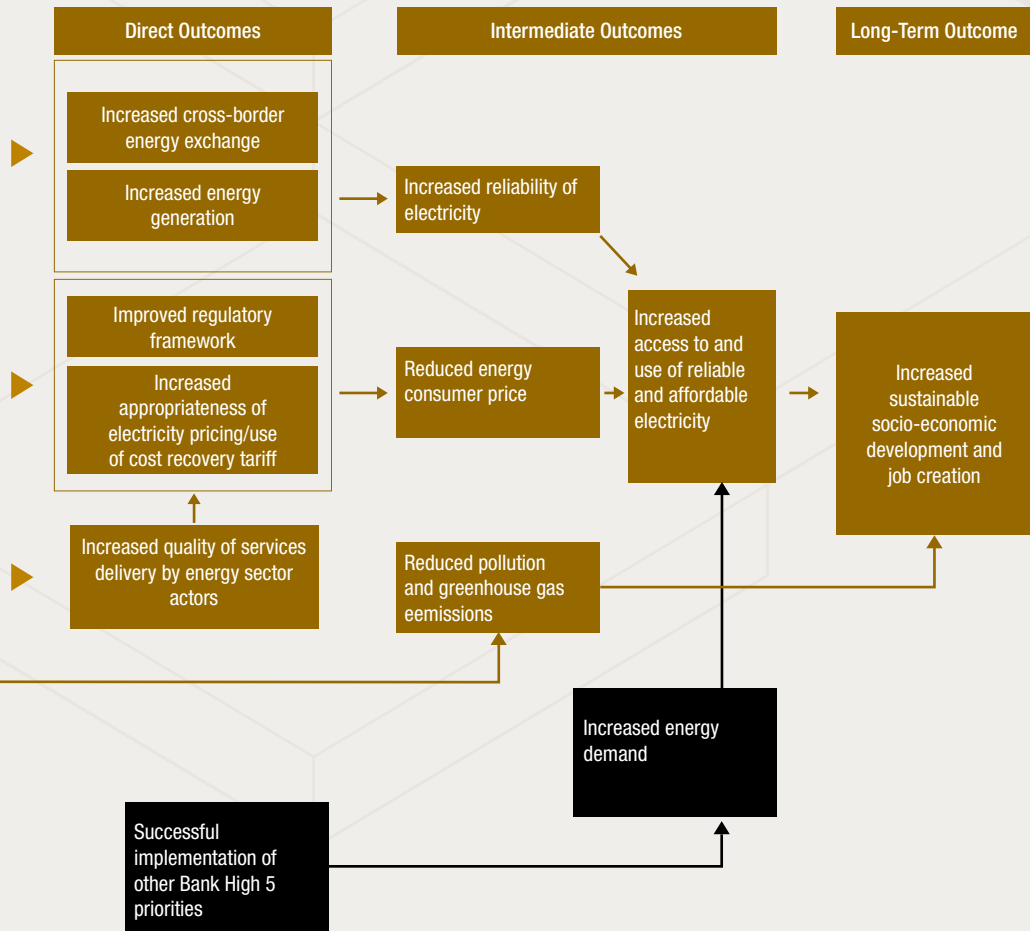 Direct Outcomes
Intermediate Outcomes
Long-Term Outcome
Increased cross-border
energy exchange
Increased energy
generation
Increased reliability of
electricity
Improved regulatory
framework
Increased
appropriateness of
electricity pricing/use
of cost recovery tariff
Reduced energy
consumer price
Increased
access to and
use of reliable
and affordable
electricity
Increased
sustainable
socio-economic
development and
job creation
Increased quality of services
delivery by energy sector
actors
Reduced pollution
and greenhouse gas
eemissions
Increased energy
demand
Successful
implementation of
other Bank High 5
priorities